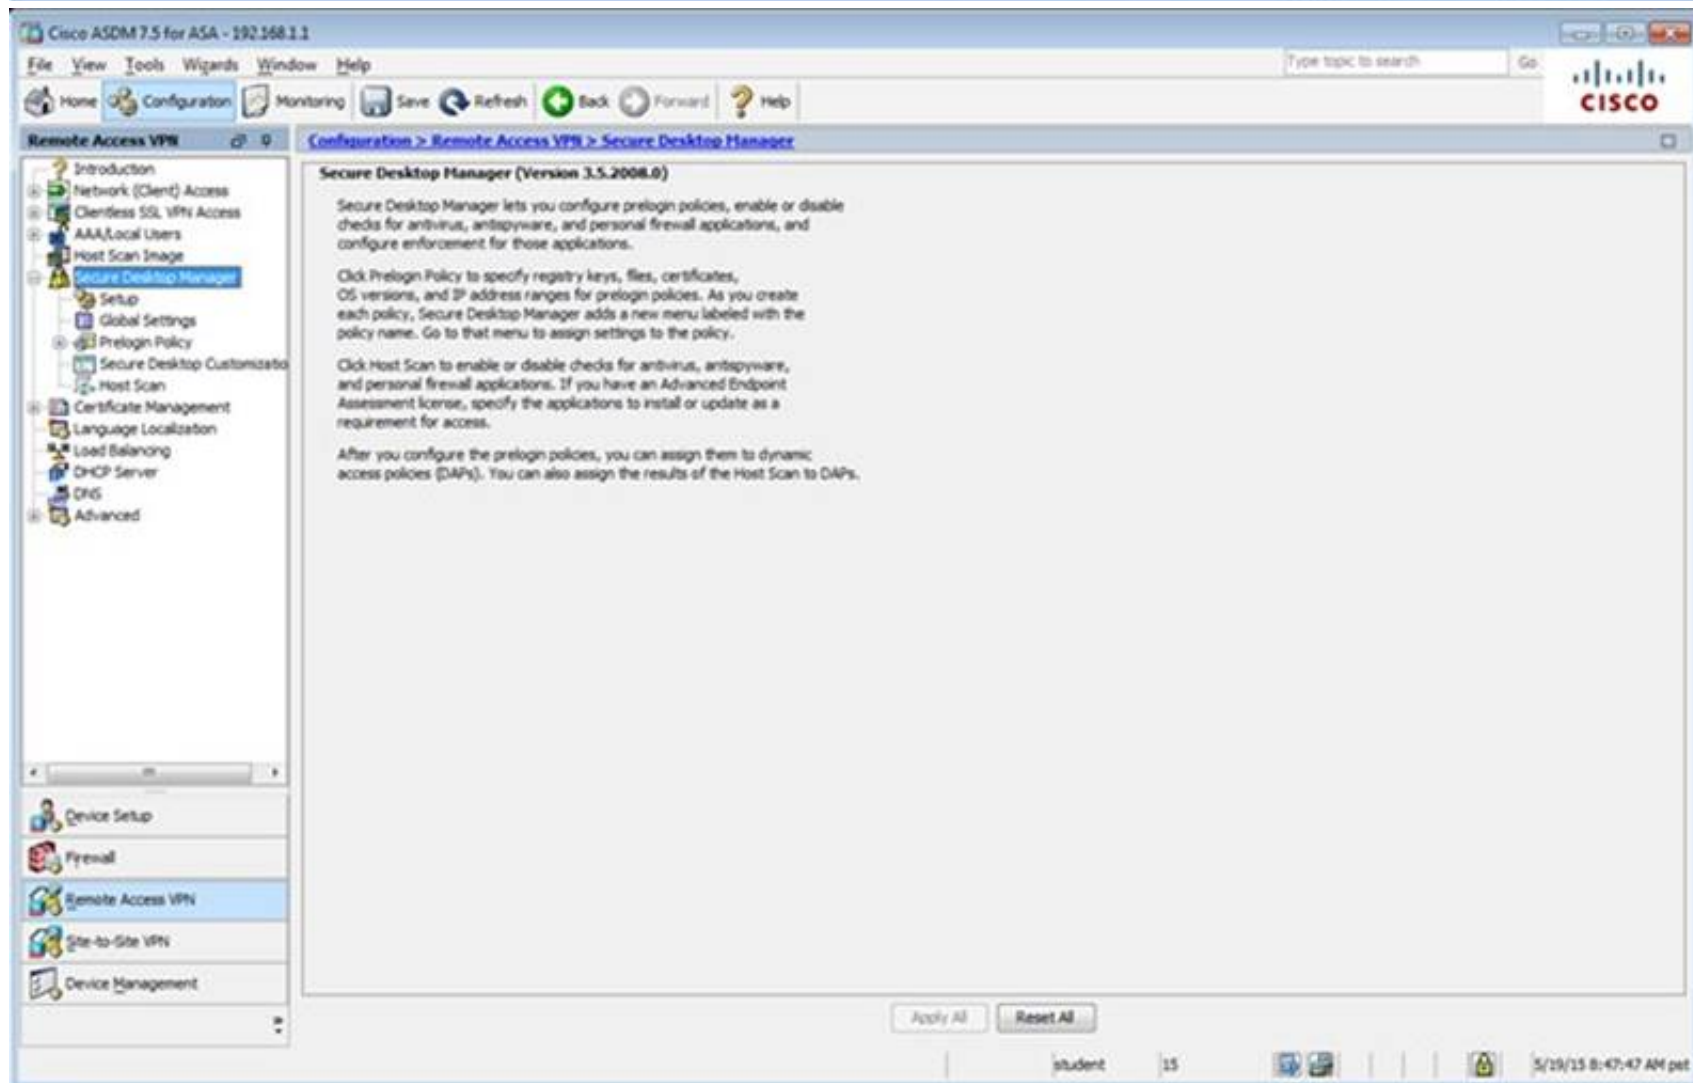 Cisco ASDM 7.5 for ASA - 192.168.1.1
File View Tools Wizards Window Help
Type topic to search Go
Home Configuration Monitoring Save Refresh Back Forward Help
CISCO
Remote Access VPN
Configuration > Remote Access VPN > Secure Desktop Manager
Introduction
Network (Client) Access
Clientless SSL VPN Access
AAA/Local Users
Host Scan Image
Secure Desktop Manager
Setup
Global Settings
Prelogin Policy
Secure Desktop Customizatio
Host Scan
Certificate Management
Language Localization
Load Balancing
DHCP Server
DNS
Advanced
Secure Desktop Manager (Version 3.5.2008.0)
Secure Desktop Manager lets you configure prelogin policies, enable or disable
checks for antivirus, antispyware, and personal firewall applications, and
configure enforcement for those applications.
Click Prelogin Policy to specify registry keys, files, certificates,
OS versions, and IP address ranges for prelogin policies. As you create
each policy, Secure Desktop Manager adds a new menu labeled with the
policy name. Go to that menu to assign settings to the policy.
Click Host Scan to enable or disable checks for antivirus, antispyware,
and personal firewall applications. If you have an Advanced Endpoint
Assessment license, specify the applications to install or update as a
requirement for access.
After you configure the prelogin policies, you can assign them to dynamic
access policies (DAPs). You can also assign the results of the Host Scan to DAPs.
Device Setup
Firewall
Remote Access VPN
Site-to-Site VPN
Device Management
Apply All Reset All
student 15 5/19/15 8:47:47 AM pst